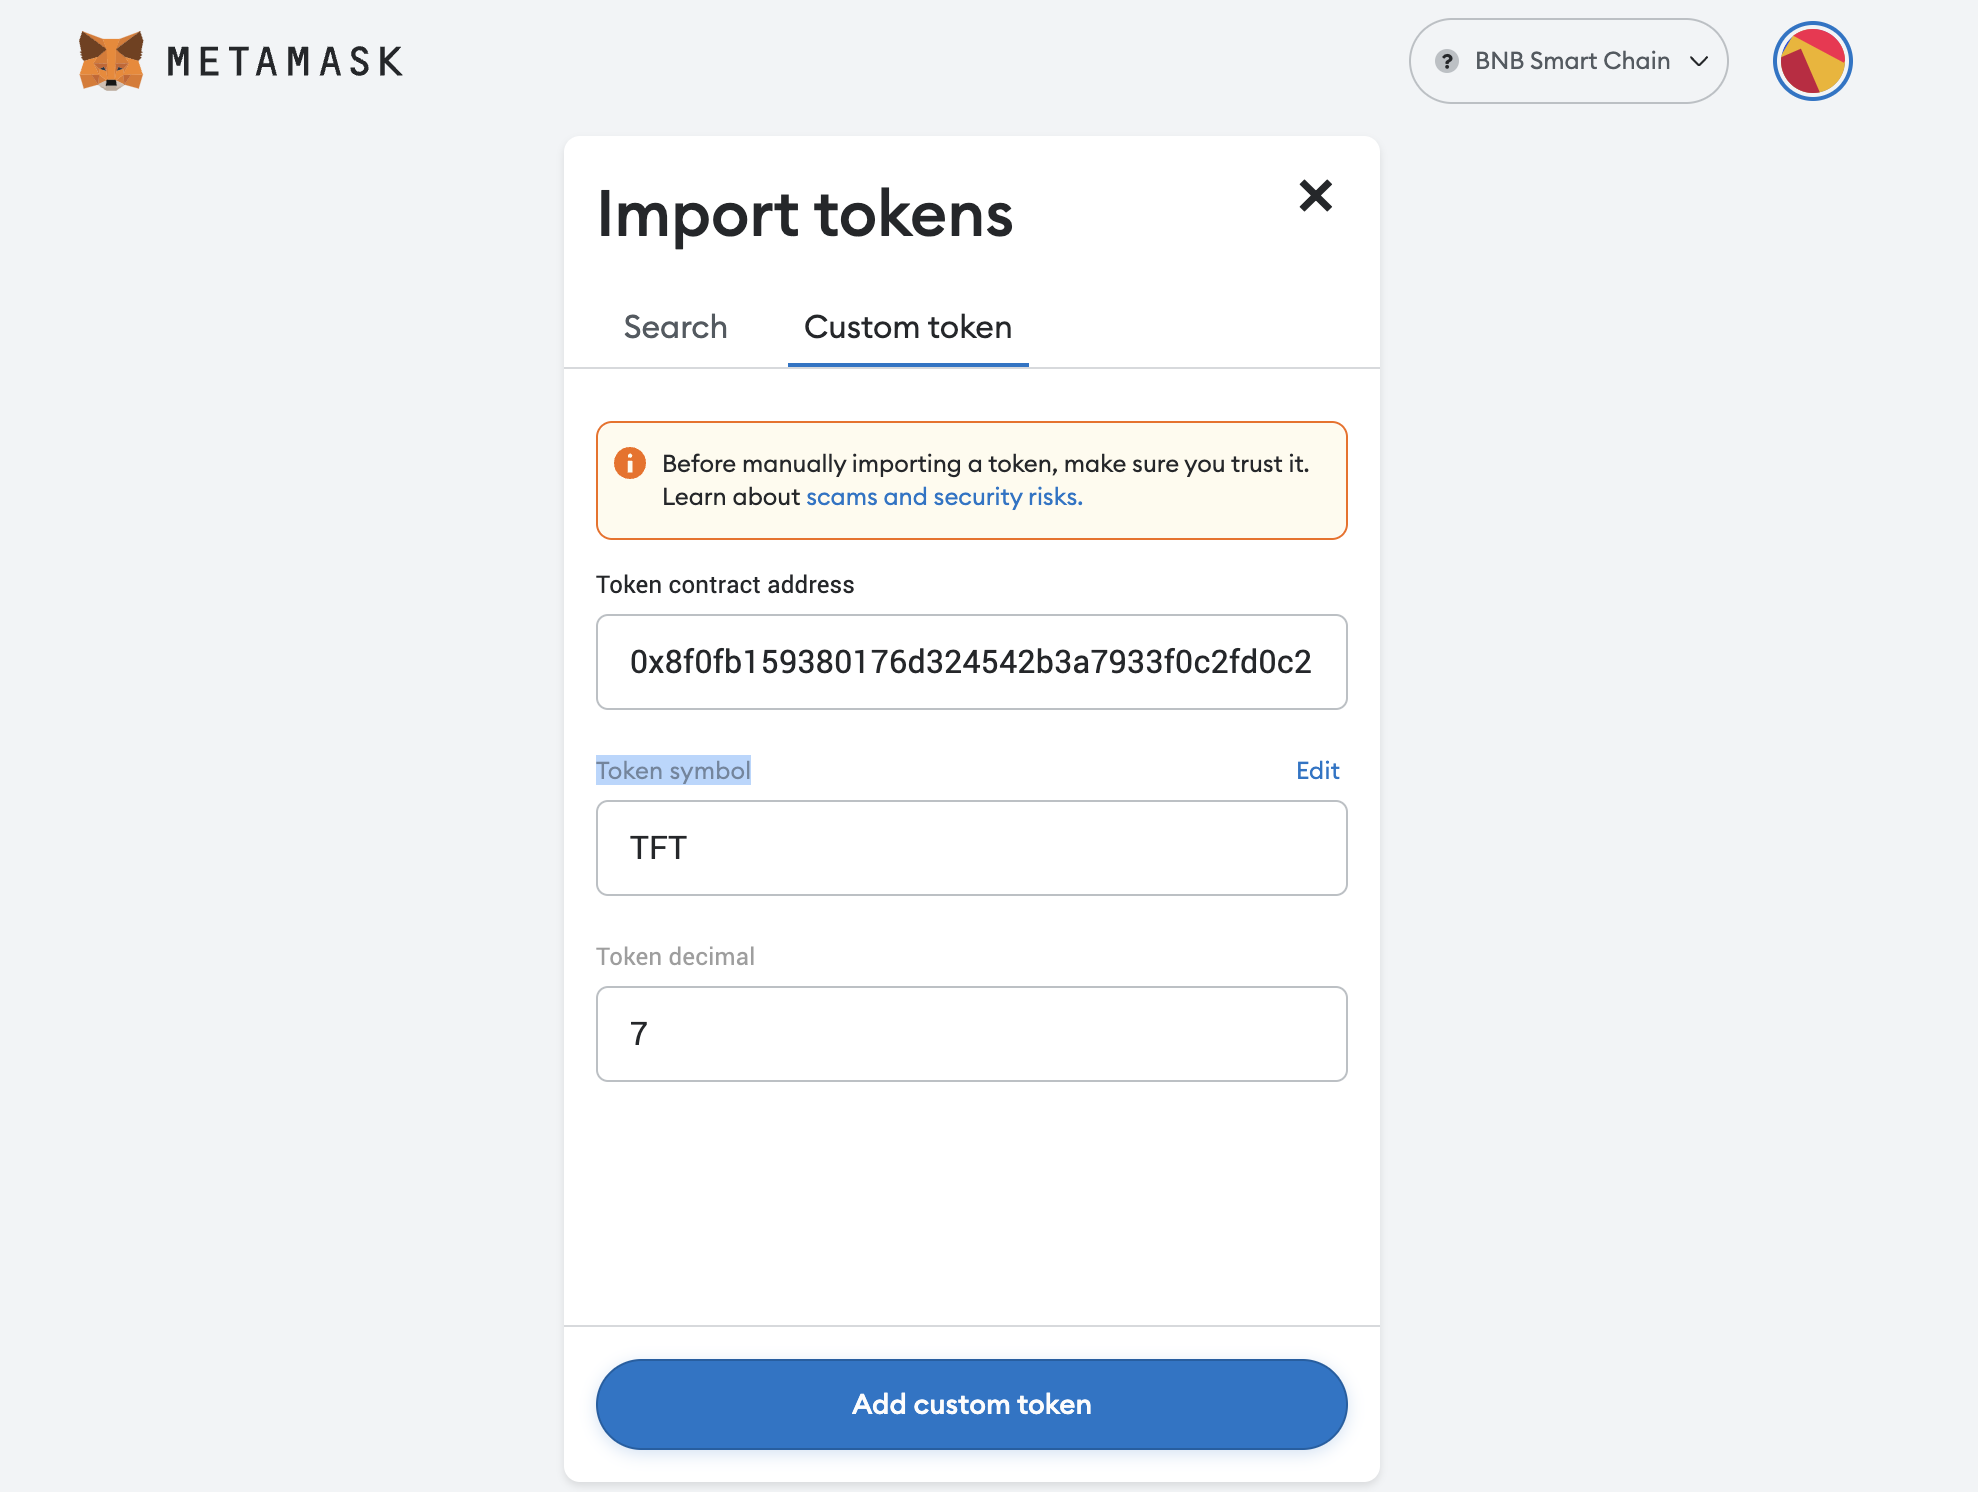 METAMASK
? BNB Smart Chain
Import tokens
Search
Custom token
Before manually importing a token, make sure you trust it.
Learn about scams and security risks.
Token contract address
0x8f0fb159380176d324542b3a7933f0c2fd0c2
Token symbol
Edit
TFT
Token decimal
7
Add custom token